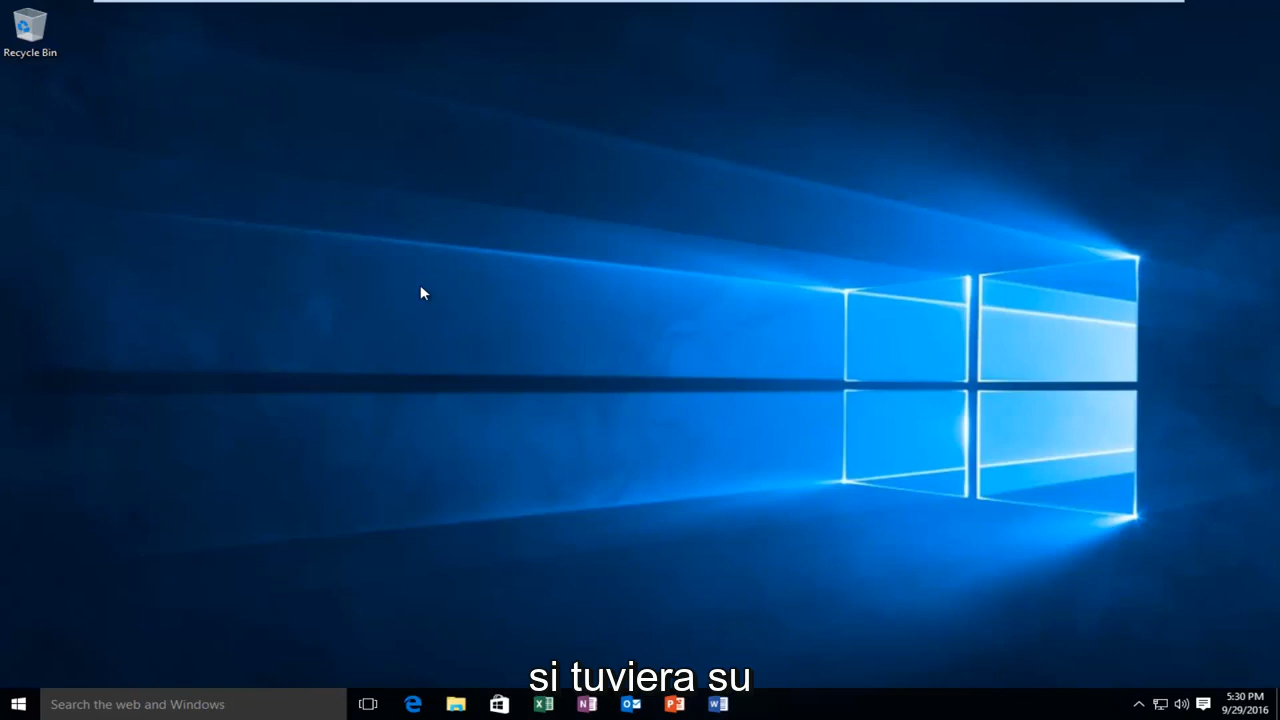 Recycle Bin
si tuviera su
Search the web and Windows
5:30 PM
9/29/2016